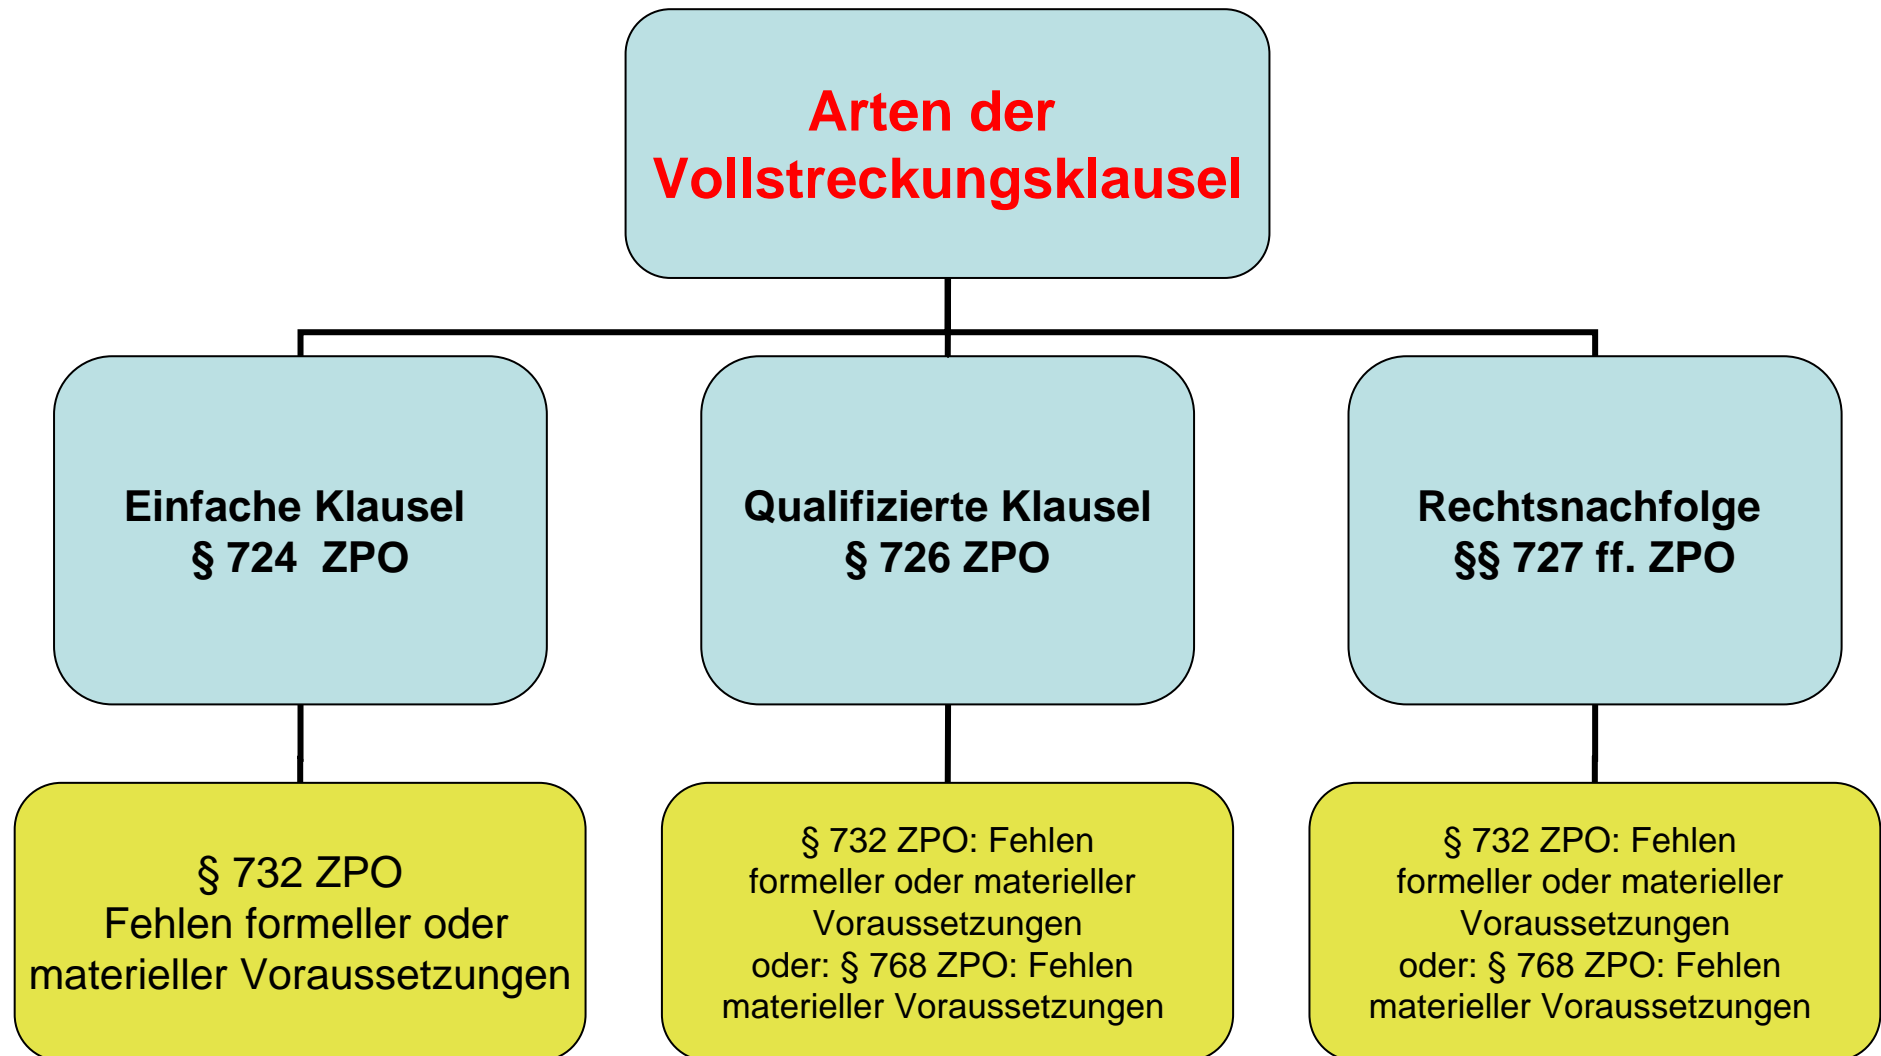 Arten der
Vollstreckungsklausel
Einfache Klausel
§ 724 ZPO
Qualifizierte Klausel
§ 726 ZPO
Rechtsnachfolge
§§ 727 ff. ZPO
§ 732 ZPO
Fehlen formeller oder
materieller Voraussetzungen
§ 732 ZPO: Fehlen
formeller oder materieller
Voraussetzungen
oder: § 768 ZPO: Fehlen
materieller Voraussetzungen
§ 732 ZPO: Fehlen
formeller oder materieller
Voraussetzungen
oder: § 768 ZPO: Fehlen
materieller Voraussetzungen